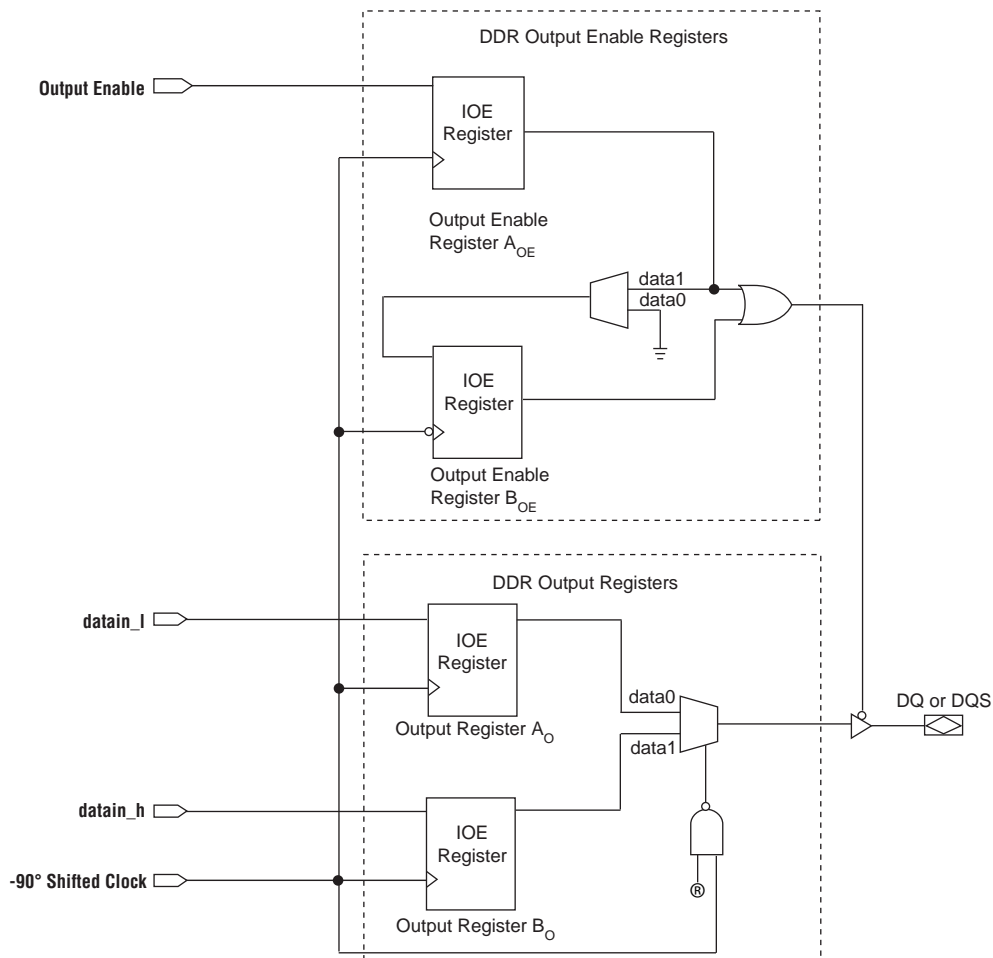 DDR Output Enable Registers
Output Enable
IOE
Register
Output Enable
Register A_OE
data1
data0
IOE
Register
Output Enable
Register B_OE
DDR Output Registers
datain_l
IOE
Register
Output Register A_O
data0
data1
DQ or DQS
datain_h
IOE
Register
-90° Shifted Clock
Output Register B_O
®